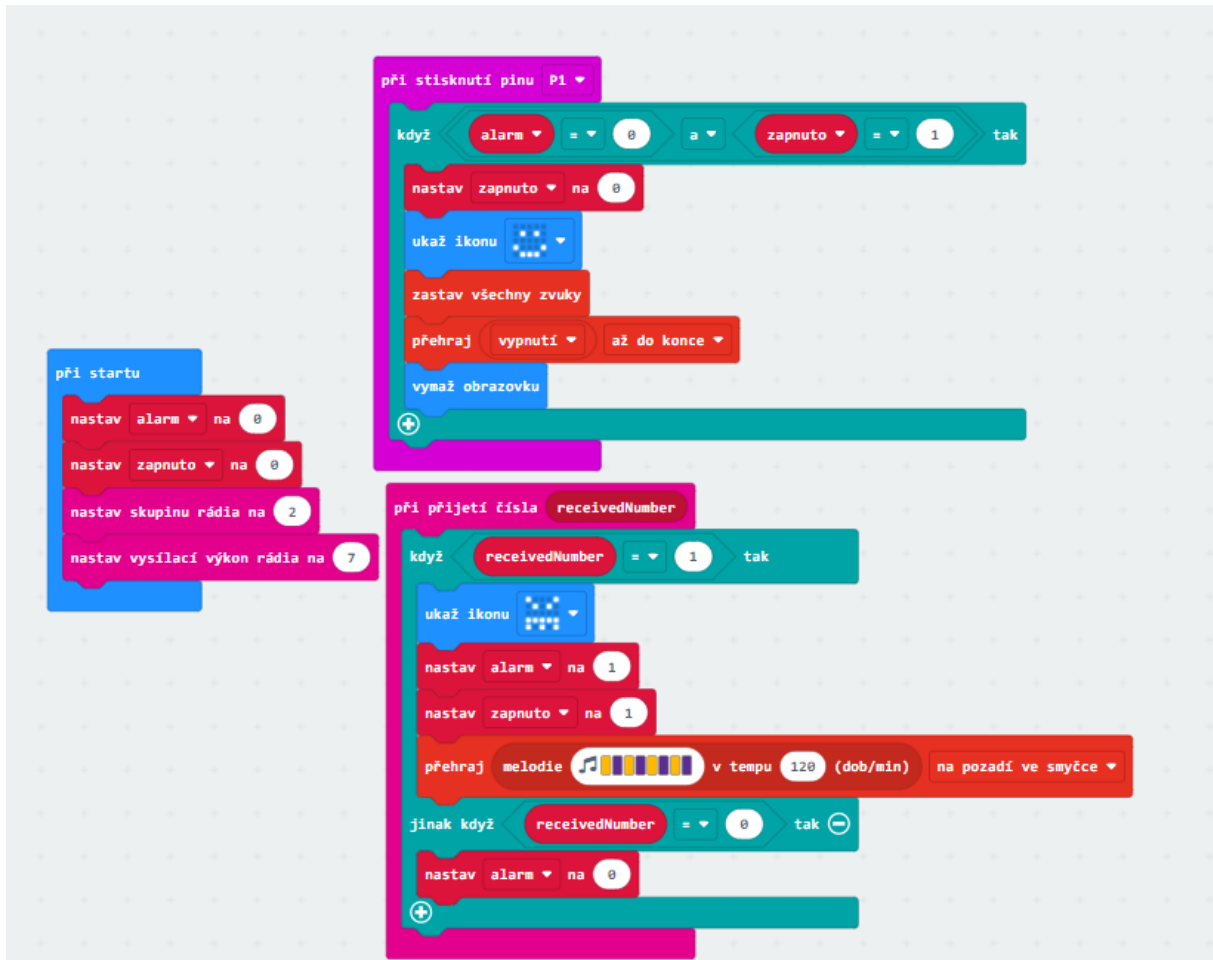 při stisknutí pinu P1
když alarm = 0 a zapnuto = 1 tak
nastav zapnuto na 0
ukaž ikonu
zastav všechny zvuky
přehraj vypnutí až do konce
vymaž obrazovku
při startu
nastav alarm na 0
nastav zapnuto na 0
nastav skupinu rádia na 2
nastav vysílací výkon rádia na 7
při přijetí čísla receivedNumber
když receivedNumber = 1 tak
ukaž ikonu
nastav alarm na 1
nastav zapnuto na 1
přehraj melodie v tempu 120 (dob/min) na pozadí ve smyčce
jinak když receivedNumber = 0 tak
nastav alarm na 0